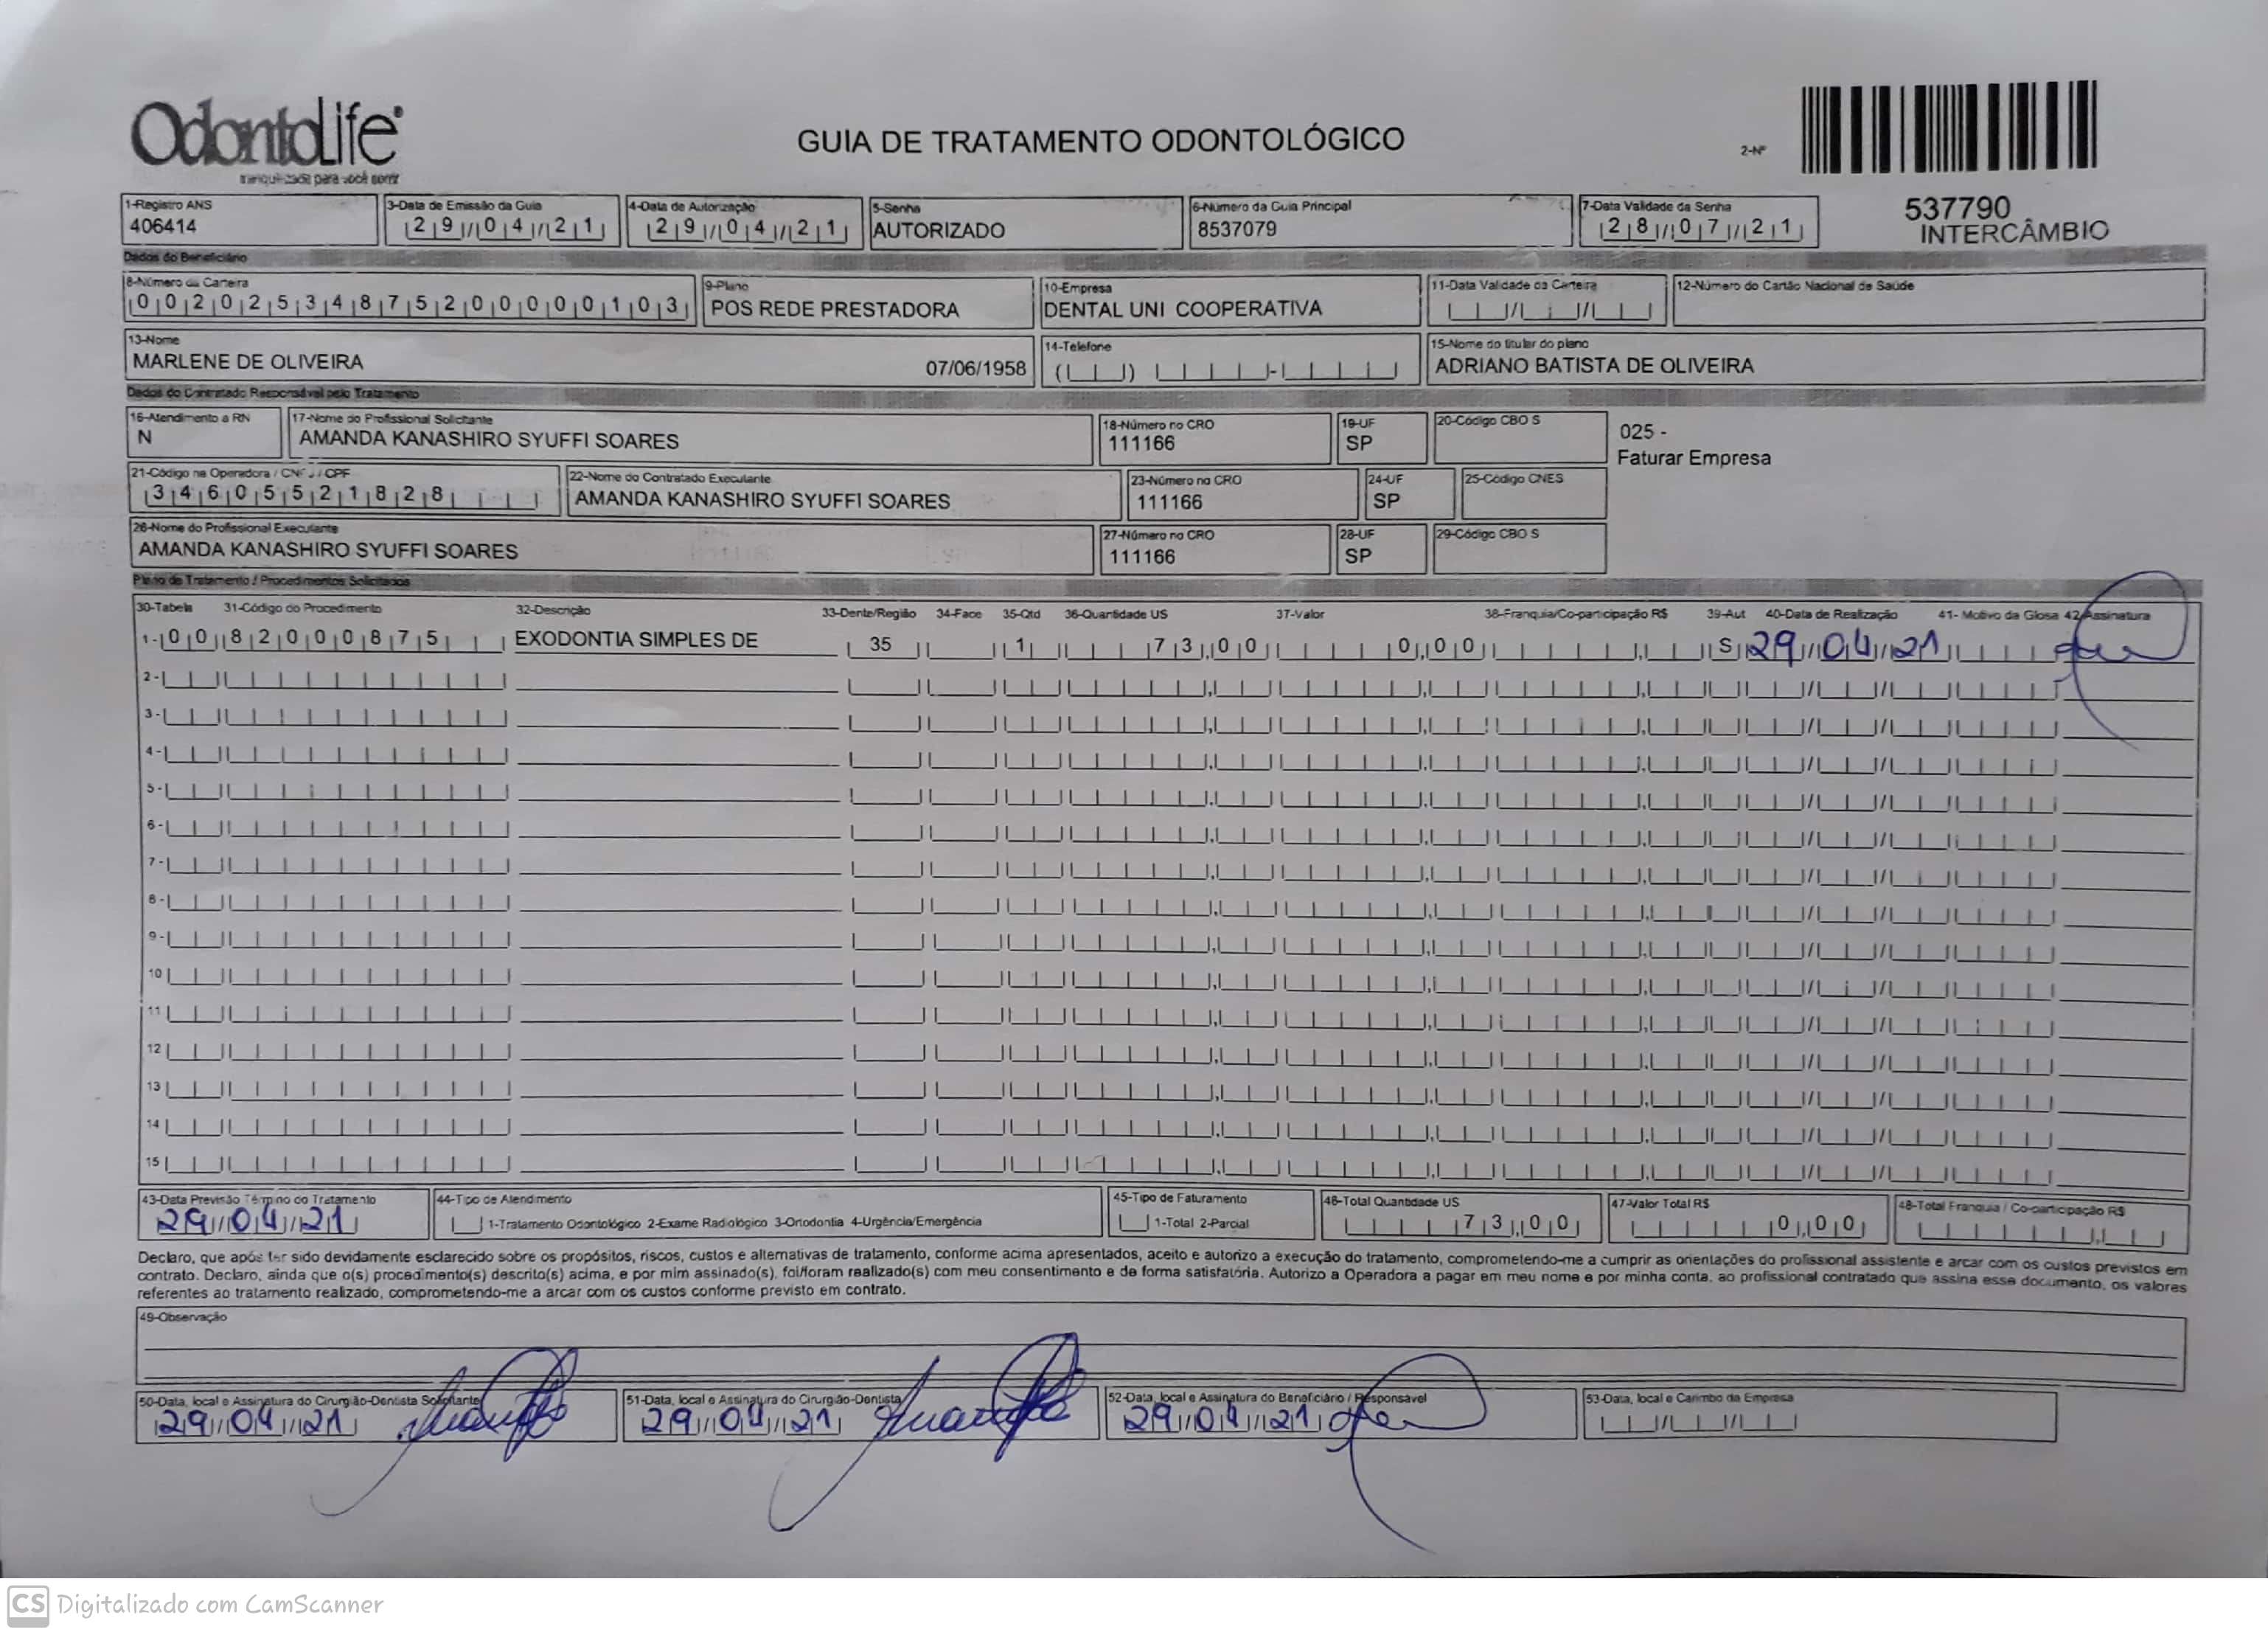 OdontoLife®
tranquilidade para você sorrir
GUIA DE TRATAMENTO ODONTOLÓGICO
2-Nº
537790
INTERCÂMBIO
1-Registro ANS
406414
3-Data de Emissão da Guia
29/04/21
4-Data de Autorização
29/04/21
5-Senha
AUTORIZADO
6-Número da Guia Principal
8537079
7-Data Validade da Senha
28/07/21
Dados do Beneficiário
8-Número da Carteira
00202534875200000103
9-Plano
POS REDE PRESTADORA
10-Empresa
DENTAL UNI COOPERATIVA
11-Data Validade da Carteira
12-Número do Cartão Nacional de Saúde
13-Nome
MARLENE DE OLIVEIRA 07/06/1958
14-Telefone
15-Nome do titular do plano
ADRIANO BATISTA DE OLIVEIRA
Dados do Contratado Responsável pelo Tratamento
16-Atendimento a RN
N
17-Nome do Profissional Solicitante
AMANDA KANASHIRO SYUFFI SOARES
18-Número no CRO
111166
19-UF
SP
20-Código CBO S
025 -
Faturar Empresa
21-Código na Operadora / CNPJ / CPF
34605521828
22-Nome do Contratado Executante
AMANDA KANASHIRO SYUFFI SOARES
23-Número no CRO
111166
24-UF
SP
25-Código CNES
26-Nome do Profissional Executante
AMANDA KANASHIRO SYUFFI SOARES
27-Número no CRO
111166
28-UF
SP
29-Código CBO S
Plano de Tratamento / Procedimentos Solicitados
30-Tabela 31-Código do Procedimento 32-Descrição 33-Dente/Região 34-Face 35-Qtd 36-Quantidade US 37-Valor 38-Franquia/Co-participação R$ 39-Aut 40-Data de Realização 41- Motivo da Glosa 42-Assinatura
1- 00 82000875 EXODONTIA SIMPLES DE 35 1 73,00 0,00 S 29/04/21
2-
3-
4-
5-
6-
7-
8-
9-
10
11
12
13
14
15
43-Data Previsão Término do Tratamento
29/04/21
44-Tipo de Atendimento
1-Tratamento Odontológico 2-Exame Radiológico 3-Ortodontia 4-Urgência/Emergência
45-Tipo de Faturamento
1-Total 2-Parcial
46-Total Quantidade US
73,00
47-Valor Total R$
0,00
48-Total Franquia / Co-participação R$
Declaro, que após ter sido devidamente esclarecido sobre os propósitos, riscos, custos e alternativas de tratamento, conforme acima apresentados, aceito e autorizo a execução do tratamento, comprometendo-me a cumprir as orientações do profissional assistente e arcar com os custos previstos em
contrato. Declaro, ainda que o(s) procedimento(s) descrito(s) acima, e por mim assinado(s), foi/foram realizado(s) com meu consentimento e de forma satisfatória. Autorizo a Operadora a pagar em meu nome e por minha conta, ao profissional contratado que assina esse documento, os valores
referentes ao tratamento realizado, comprometendo-me a arcar com os custos conforme previsto em contrato.
49-Observação
50-Data, local e Assinatura do Cirurgião-Dentista Solicitante
29/04/21
51-Data, local e Assinatura do Cirurgião-Dentista
29/04/21
52-Data, local e Assinatura do Beneficiário / Responsável
29/04/21
53-Data, local e Carimbo da Empresa
CS Digitalizado com CamScanner